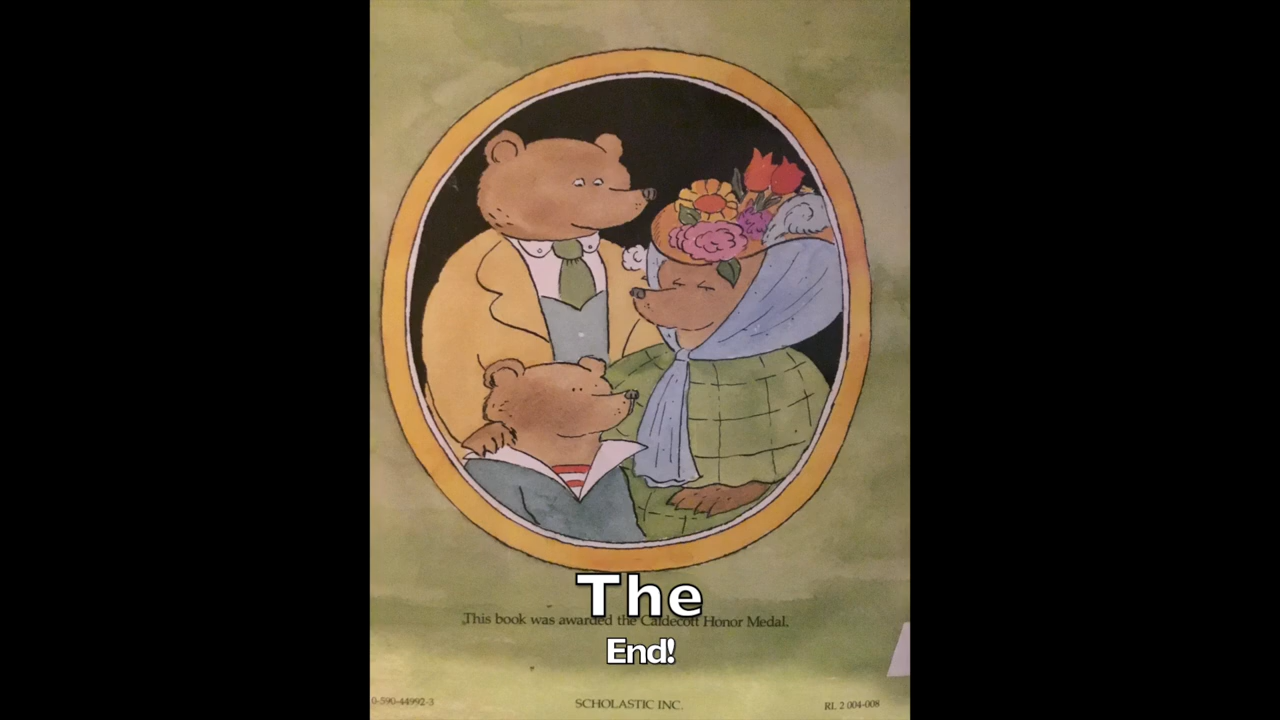 The
This book was awarded the Caldecott Honor Medal.
End!
0-590-44992-3
SCHOLASTIC INC.
RL 2 004-008